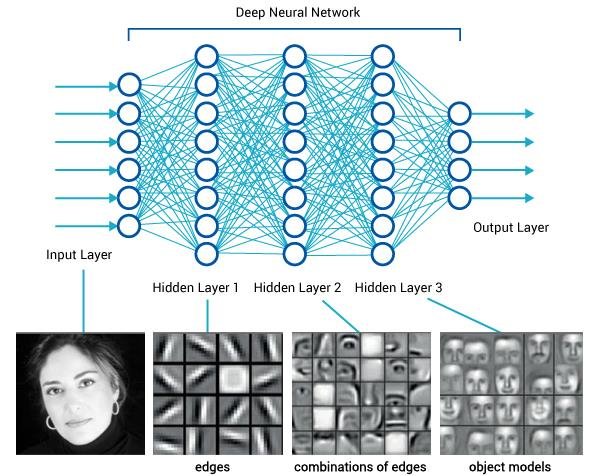 Deep Neural Network
Input Layer
Output Layer
Hidden Layer 1
Hidden Layer 2
Hidden Layer 3
edges
combinations of edges
object models